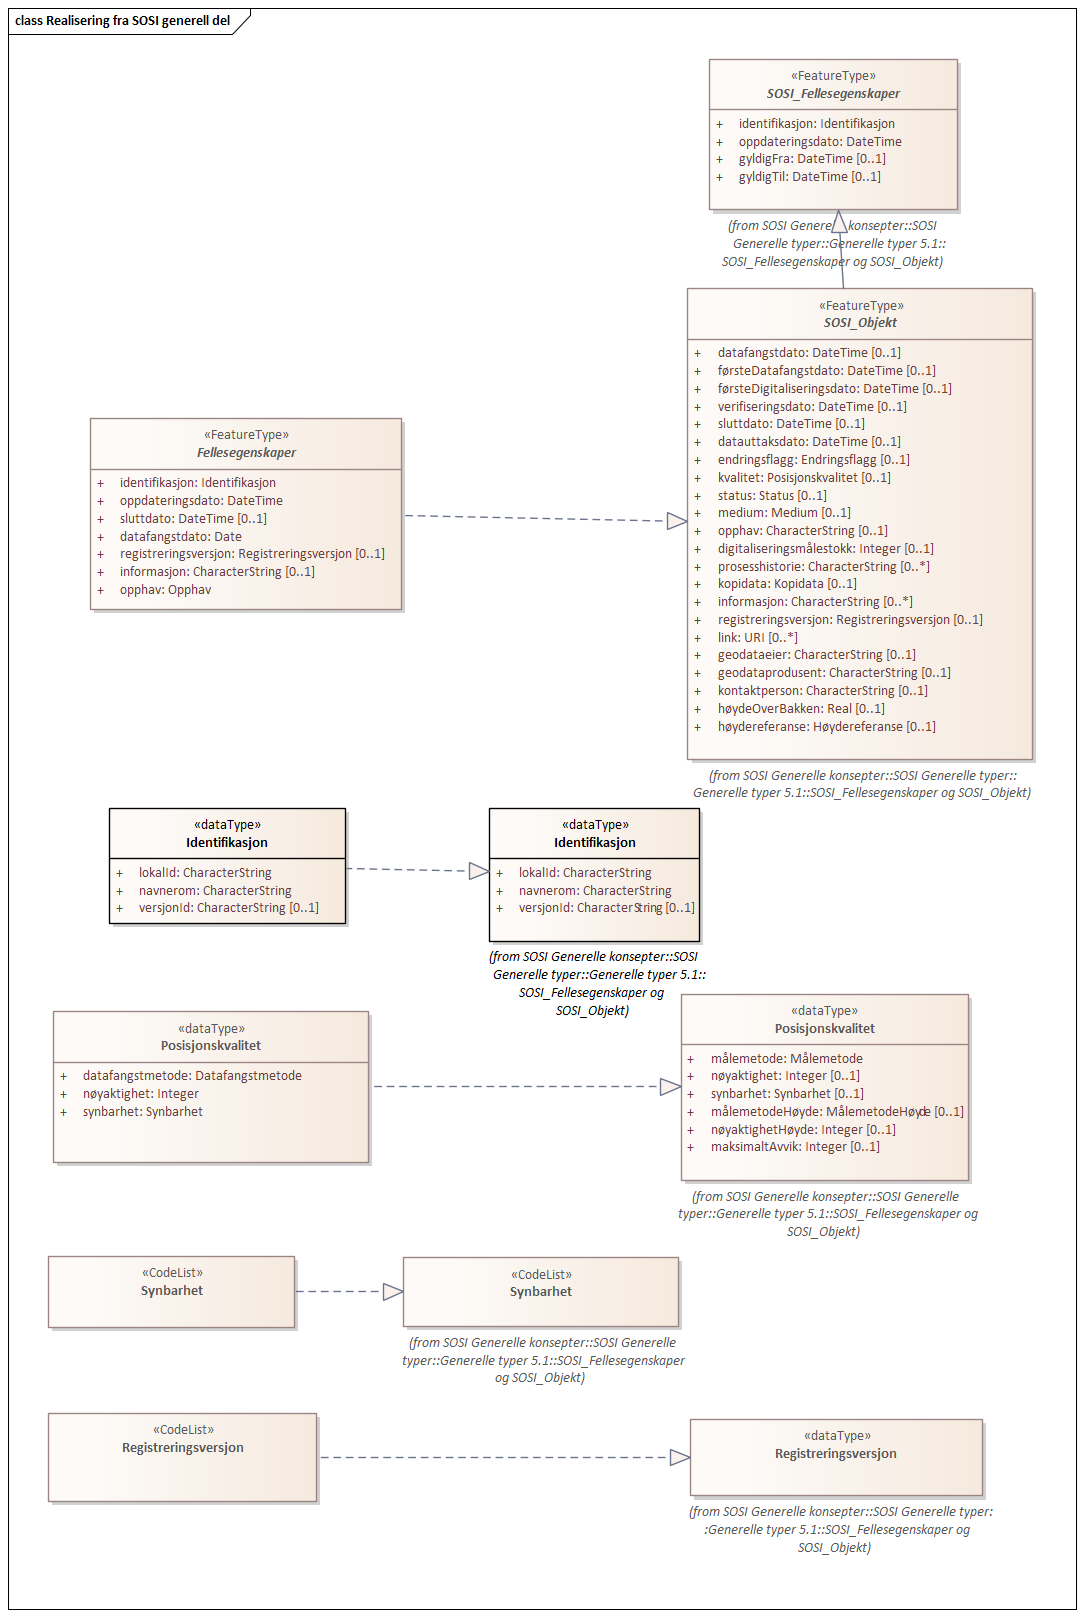 class Realisering fra SOSI generell del
«FeatureType»
SOSI_Fellesegenskaper
+ identifikasjon: Identifikasjon
+ oppdateringsdato: DateTime
+ gyldigFra: DateTime [0..1]
+ gyldigTil: DateTime [0..1]
(from SOSI Generelle konsepter::SOSI
Generelle typer::Generelle typer 5.1::
SOSI_Fellesegenskaper og SOSI_Objekt)
«FeatureType»
SOSI_Objekt
+ datafangstdato: DateTime [0..1]
+ førsteDatafangstdato: DateTime [0..1]
+ førsteDigitaliseringsdato: DateTime [0..1]
+ verifiseringsdato: DateTime [0..1]
+ sluttdato: DateTime [0..1]
+ datauttaksdato: DateTime [0..1]
+ endringsflagg: Endringsflagg [0..1]
+ kvalitet: Posisjonskvalitet [0..1]
+ status: Status [0..1]
+ medium: Medium [0..1]
+ opphav: CharacterString [0..1]
+ digitaliseringsmålestokk: Integer [0..1]
+ prosesshistorie: CharacterString [0..*]
+ kopidata: Kopidata [0..1]
+ informasjon: CharacterString [0..*]
+ registreringsversjon: Registreringsversjon [0..1]
+ link: URI [0..*]
+ geodataeier: CharacterString [0..1]
+ geodataprodusent: CharacterString [0..1]
+ kontaktperson: CharacterString [0..1]
+ høydeOverBakken: Real [0..1]
+ høydereferanse: Høydereferanse [0..1]
(from SOSI Generelle konsepter::SOSI Generelle typer::
Generelle typer 5.1::SOSI_Fellesegenskaper og SOSI_Objekt)
«FeatureType»
Fellesegenskaper
+ identifikasjon: Identifikasjon
+ oppdateringsdato: DateTime
+ sluttdato: DateTime [0..1]
+ datafangstdato: Date
+ registreringsversjon: Registreringsversjon [0..1]
+ informasjon: CharacterString [0..1]
+ opphav: Opphav
«dataType»
Identifikasjon
+ lokalId: CharacterString
+ navnerom: CharacterString
+ versjonId: CharacterString [0..1]
«dataType»
Identifikasjon
+ lokalId: CharacterString
+ navnerom: CharacterString
+ versjonId: CharacterString [0..1]
(from SOSI Generelle konsepter::SOSI
Generelle typer::Generelle typer 5.1::
SOSI_Fellesegenskaper og
SOSI_Objekt)
«dataType»
Posisjonskvalitet
+ datafangstmetode: Datafangstmetode
+ nøyaktighet: Integer
+ synbarhet: Synbarhet
«dataType»
Posisjonskvalitet
+ målemetode: Målemetode
+ nøyaktighet: Integer [0..1]
+ synbarhet: Synbarhet [0..1]
+ målemetodeHøyde: MålemetodeHøyde [0..1]
+ nøyaktighetHøyde: Integer [0..1]
+ maksimaltAvvik: Integer [0..1]
(from SOSI Generelle konsepter::SOSI Generelle
typer::Generelle typer 5.1::SOSI_Fellesegenskaper og
SOSI_Objekt)
«CodeList»
Synbarhet
«CodeList»
Synbarhet
(from SOSI Generelle konsepter::SOSI Generelle
typer::Generelle typer 5.1::SOSI_Fellesegenskaper
og SOSI_Objekt)
«CodeList»
Registreringsversjon
«dataType»
Registreringsversjon
(from SOSI Generelle konsepter::SOSI Generelle typer:
:Generelle typer 5.1::SOSI_Fellesegenskaper og
SOSI_Objekt)